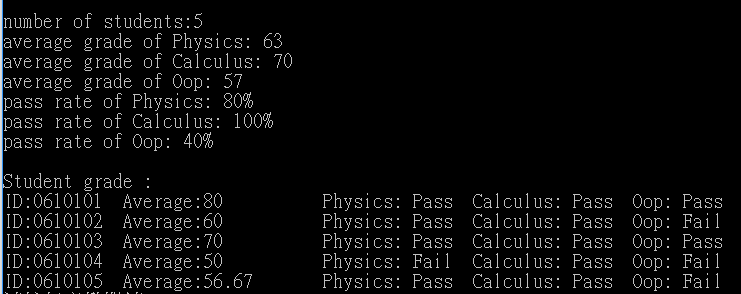 number of students:5
average grade of Physics: 63
average grade of Calculus: 70
average grade of Oop: 57
pass rate of Physics: 80%
pass rate of Calculus: 100%
pass rate of Oop: 40%
Student grade :
ID:0610101 Average:80 Physics: Pass Calculus: Pass Oop: Pass
ID:0610102 Average:60 Physics: Pass Calculus: Pass Oop: Fail
ID:0610103 Average:70 Physics: Pass Calculus: Pass Oop: Pass
ID:0610104 Average:50 Physics: Fail Calculus: Pass Oop: Fail
ID:0610105 Average:56.67 Physics: Pass Calculus: Pass Oop: Fail